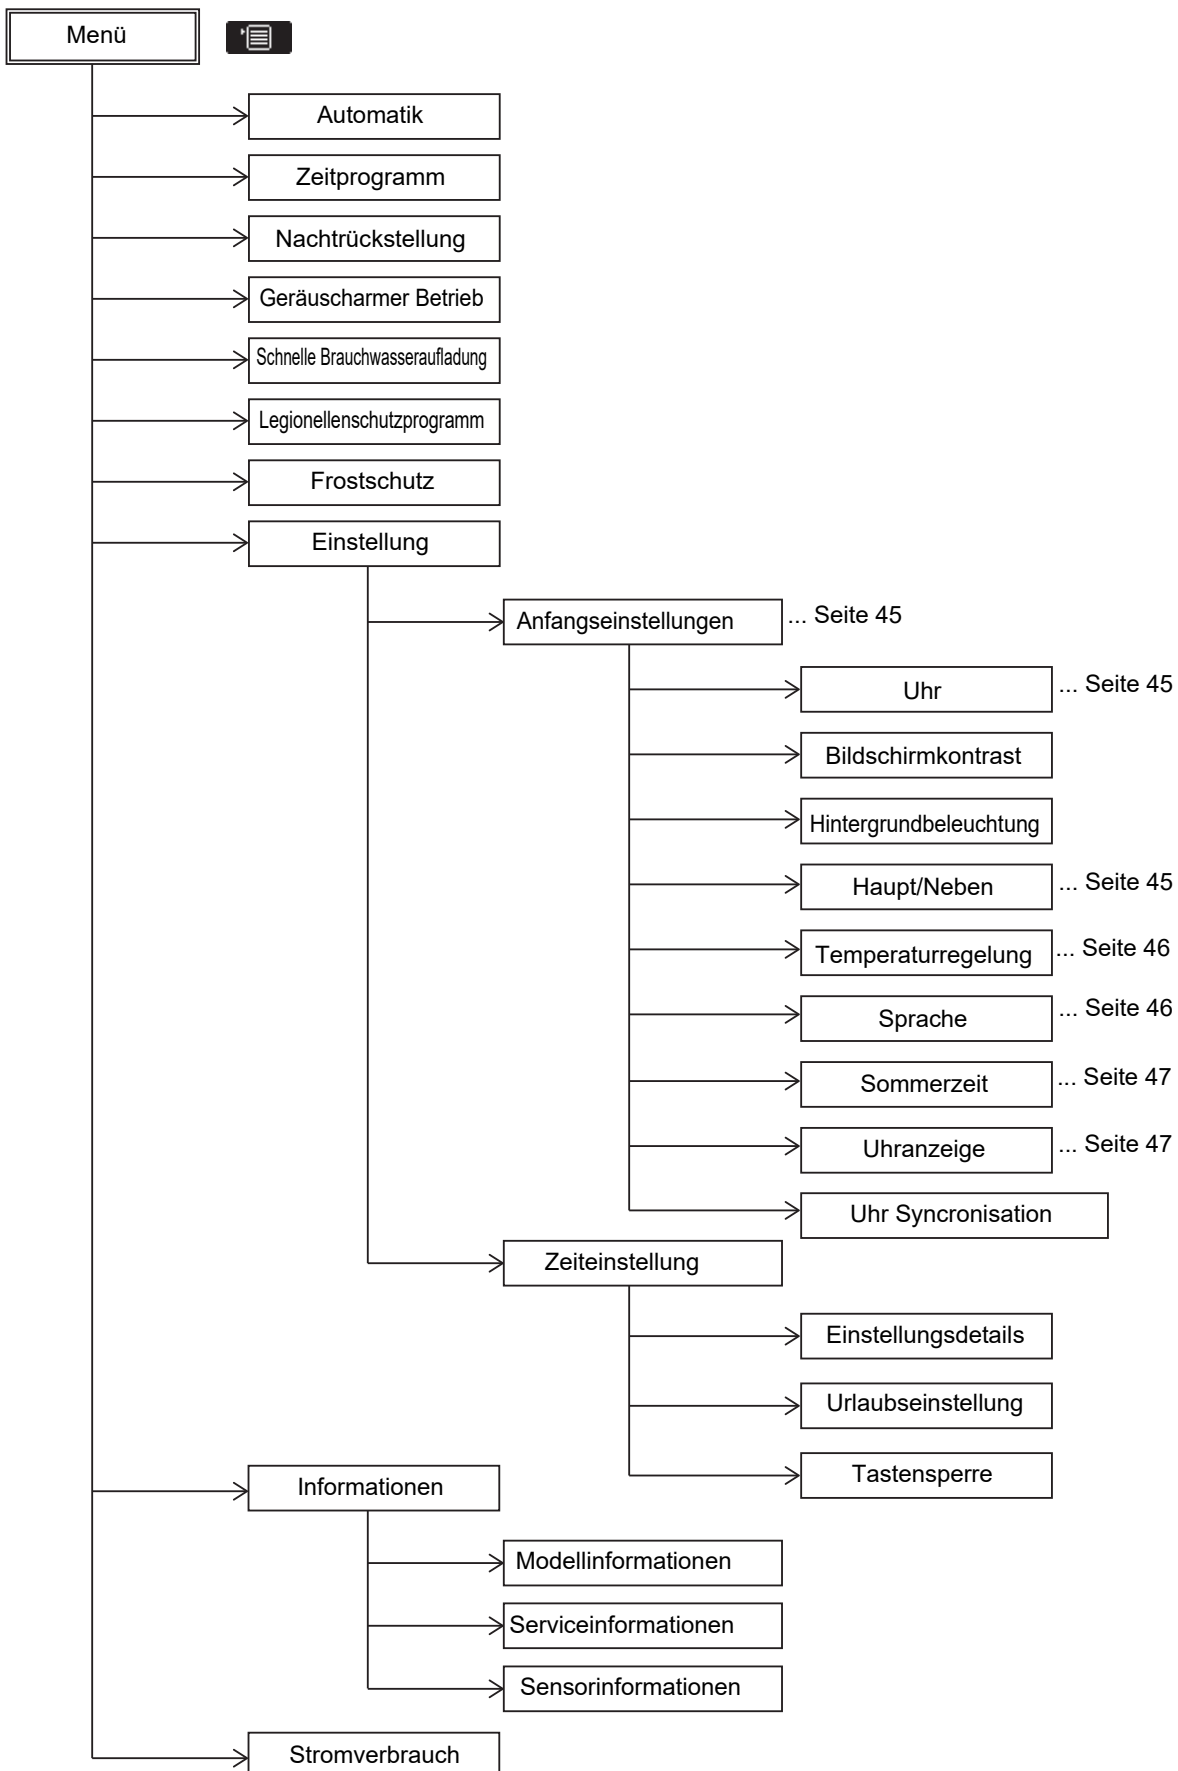 Menü
Automatik
Zeitprogramm
Nachtrückstellung
Geräuscharmer Betrieb
Schnelle Brauchwasseraufladung
Legionellenschutzprogramm
Frostschutz
Einstellung
Anfangseinstellungen ... Seite 45
Uhr ... Seite 45
Bildschirmkontrast
Hintergrundbeleuchtung
Haupt/Neben ... Seite 45
Temperaturregelung ... Seite 46
Sprache ... Seite 46
Sommerzeit ... Seite 47
Uhranzeige ... Seite 47
Uhr Syncronisation
Zeiteinstellung
Einstellungsdetails
Urlaubseinstellung
Tastensperre
Informationen
Modellinformationen
Serviceinformationen
Sensorinformationen
Stromverbrauch